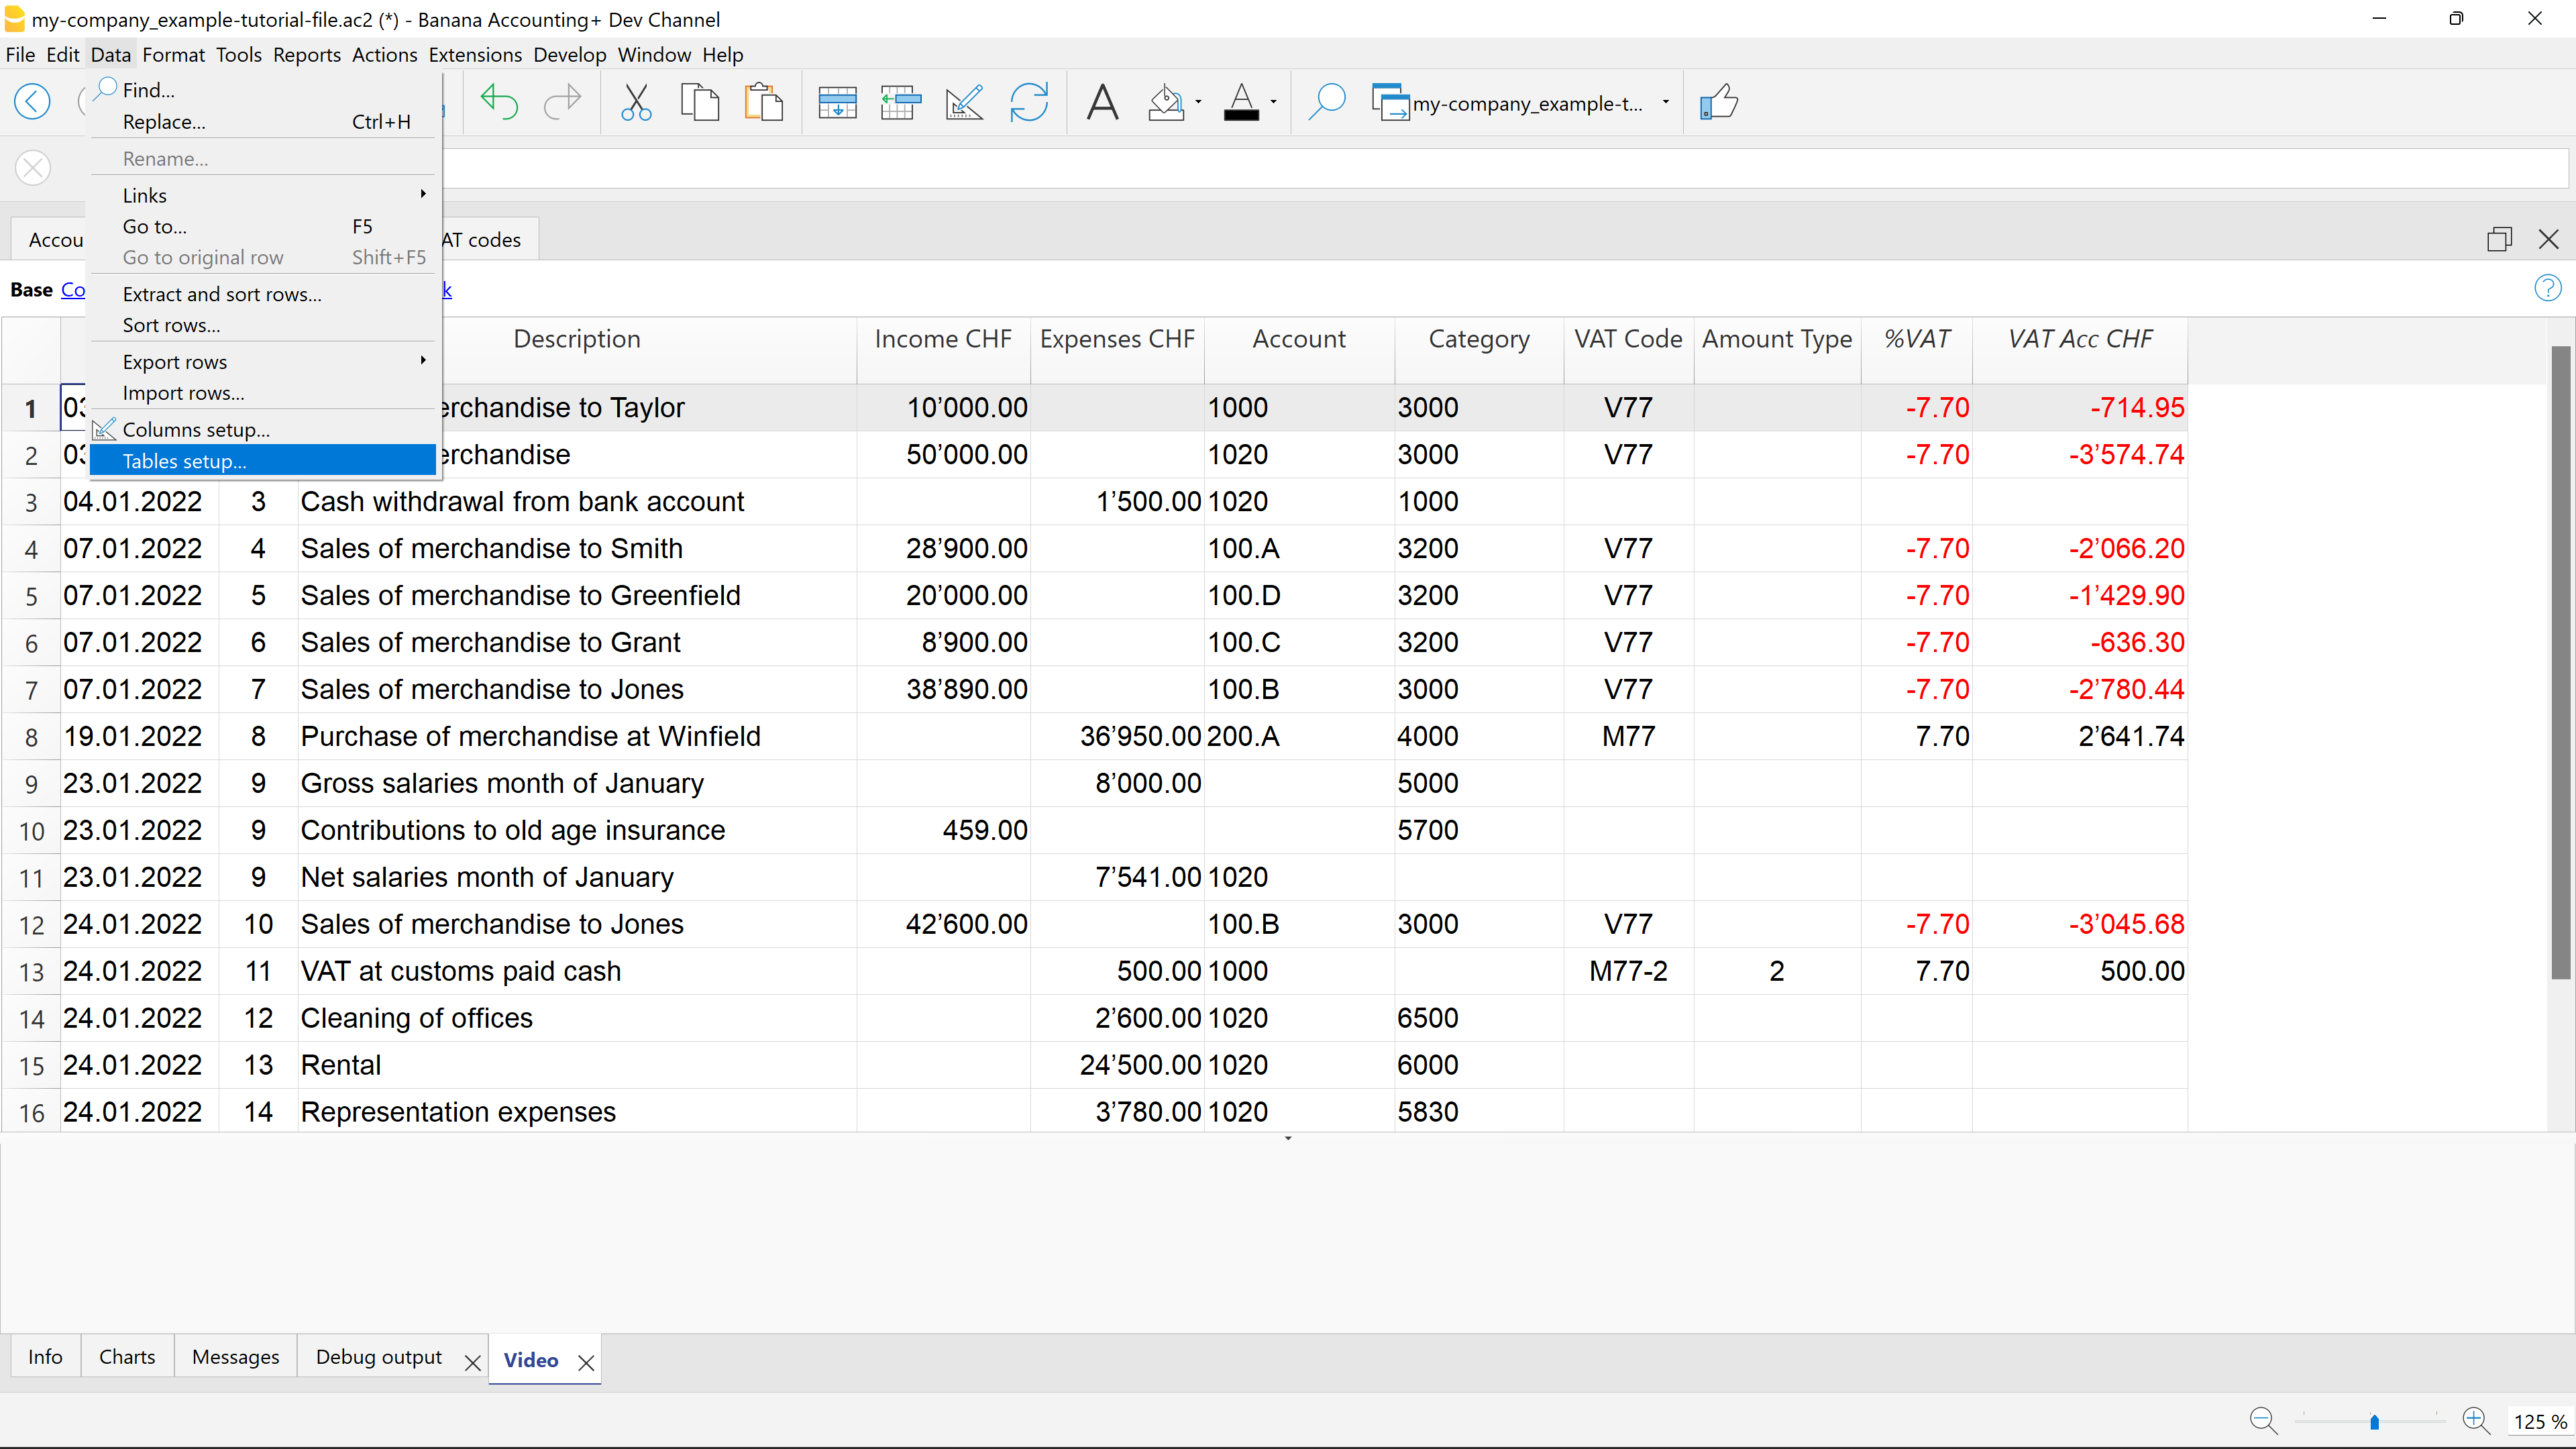 my-company_example-tutorial-file.ac2 (*) - Banana Accounting+ Dev Channel
File Edit Data Format Tools Reports Actions Extensions Develop Window Help
Find...
Replace... Ctrl+H
Rename...
Links
Go to... F5
Go to original row Shift+F5
Extract and sort rows...
Sort rows...
Export rows
Import rows...
Columns setup...
Tables setup...
my-company_example-t...
Accou AT codes
Base Co k
Description Income CHF Expenses CHF Account Category VAT Code Amount Type %VAT VAT Acc CHF
1 03 erchandise to Taylor 10’000.00 1000 3000 V77 -7.70 -714.95
2 03 erchandise 50’000.00 1020 3000 V77 -7.70 -3’574.74
3 04.01.2022 3 Cash withdrawal from bank account 1’500.00 1020 1000
4 07.01.2022 4 Sales of merchandise to Smith 28’900.00 100.A 3200 V77 -7.70 -2’066.20
5 07.01.2022 5 Sales of merchandise to Greenfield 20’000.00 100.D 3200 V77 -7.70 -1’429.90
6 07.01.2022 6 Sales of merchandise to Grant 8’900.00 100.C 3200 V77 -7.70 -636.30
7 07.01.2022 7 Sales of merchandise to Jones 38’890.00 100.B 3000 V77 -7.70 -2’780.44
8 19.01.2022 8 Purchase of merchandise at Winfield 36’950.00 200.A 4000 M77 7.70 2’641.74
9 23.01.2022 9 Gross salaries month of January 8’000.00 5000
10 23.01.2022 9 Contributions to old age insurance 459.00 5700
11 23.01.2022 9 Net salaries month of January 7’541.00 1020
12 24.01.2022 10 Sales of merchandise to Jones 42’600.00 100.B 3000 V77 -7.70 -3’045.68
13 24.01.2022 11 VAT at customs paid cash 500.00 1000 M77-2 2 7.70 500.00
14 24.01.2022 12 Cleaning of offices 2’600.00 1020 6500
15 24.01.2022 13 Rental 24’500.00 1020 6000
16 24.01.2022 14 Representation expenses 3’780.00 1020 5830
Info Charts Messages Debug output Video
125 %